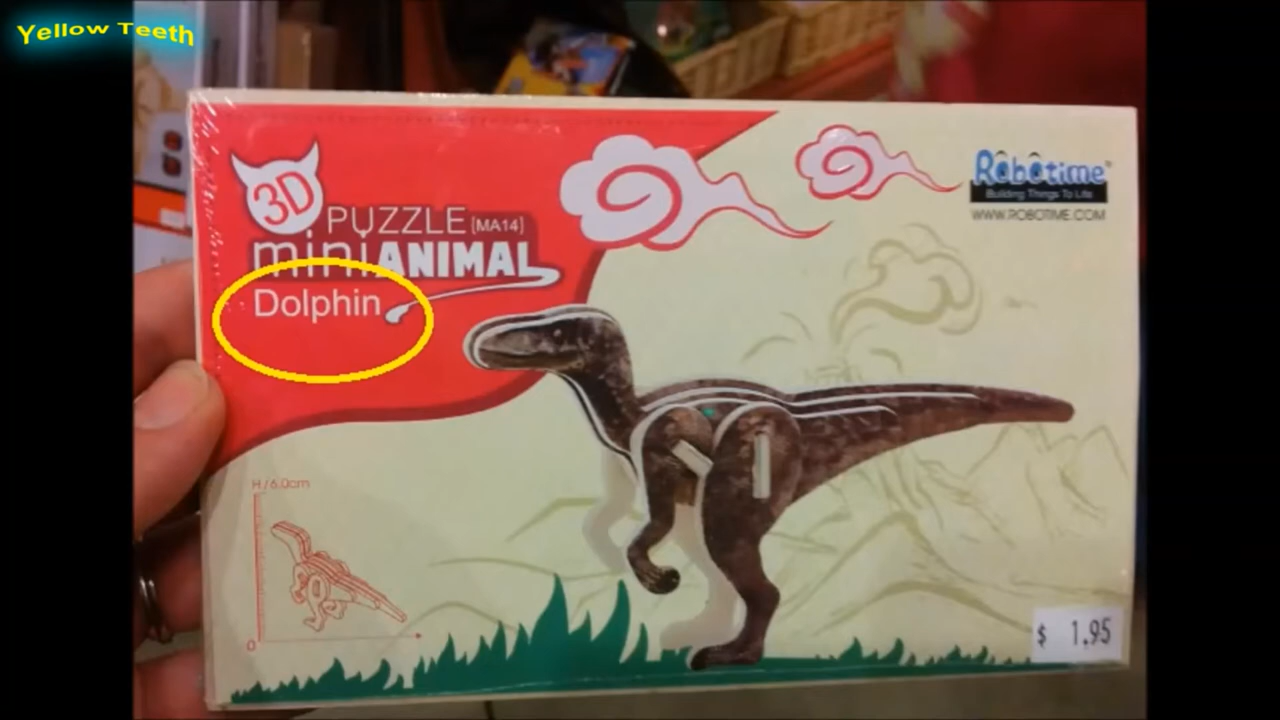 Yellow Teeth
3D
PUZZLE (MA14)
mini ANIMAL
Dolphin
Robotime
Building Things To Life
WWW.ROBOTIME.COM
H/6.0cm
0
$ 1.95